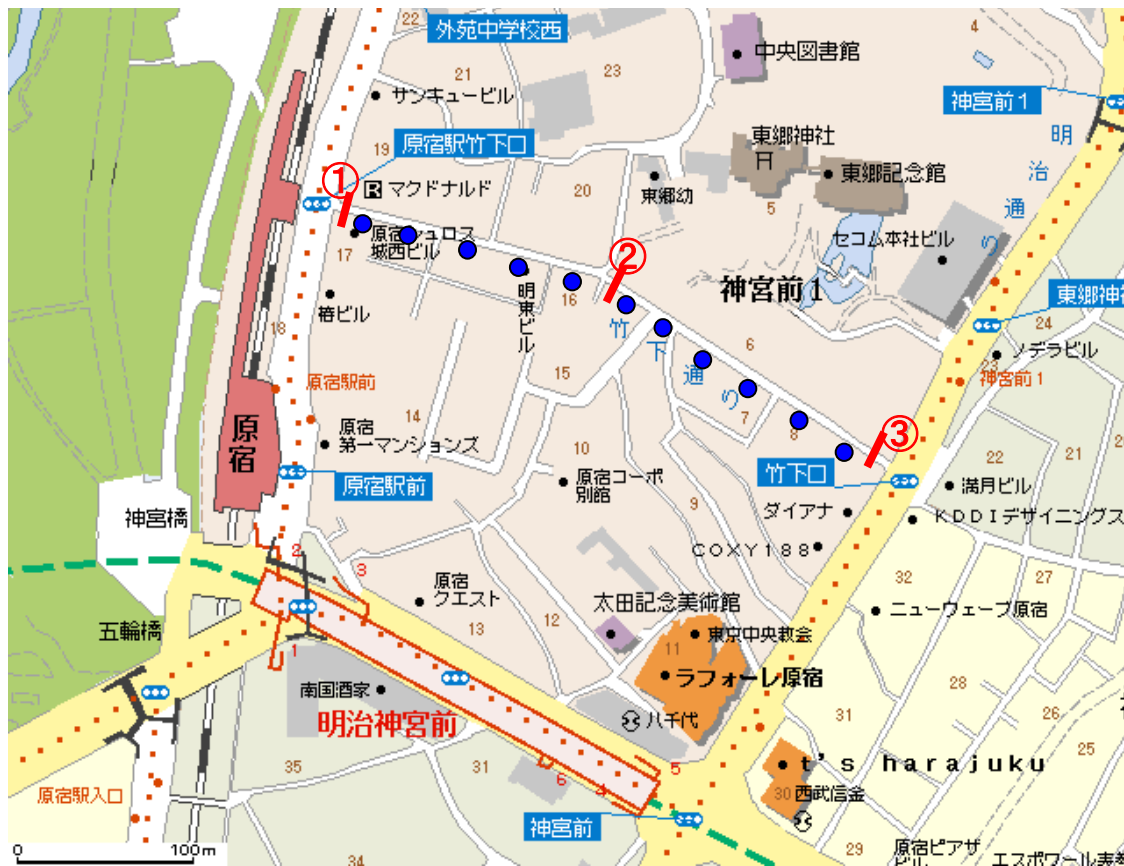 22
外苑中学校西
4
中央図書館
21
23
サンキュービル
神宮前1
明治通り
原宿駅竹下口
東郷神社
19
①
R マクドナルド
20
東郷幼
東郷記念館
5
17
原宿シュロス
城西ビル
②
セコム本社ビル
明東ビル
16
神宮前1
椿ビル
18
竹下通り
東郷神社
24
ノデラビル
23
神宮前1
6
原宿駅前
15
14
7
8
③
原宿
原宿
第一マンションズ
10
竹下口
22
21
原宿駅前
原宿コーポ
別館
満月ビル
9
ダイアナ
KDDIデザイニングス
神宮橋
COXY188
2
3
32
27
原宿
クエスト
太田記念美術館
ニューウェーブ原宿
五輪橋
13
12
東京中央教会
11
1
ラフォーレ原宿
28
南国酒家
明治神宮前
八千代
31
26
t's harajuku
25
35
31
5
6
4
30
西武信金
原宿駅入口
神宮前
29
原宿ピアザ
ビル
エスポワール表参
34
0
100m